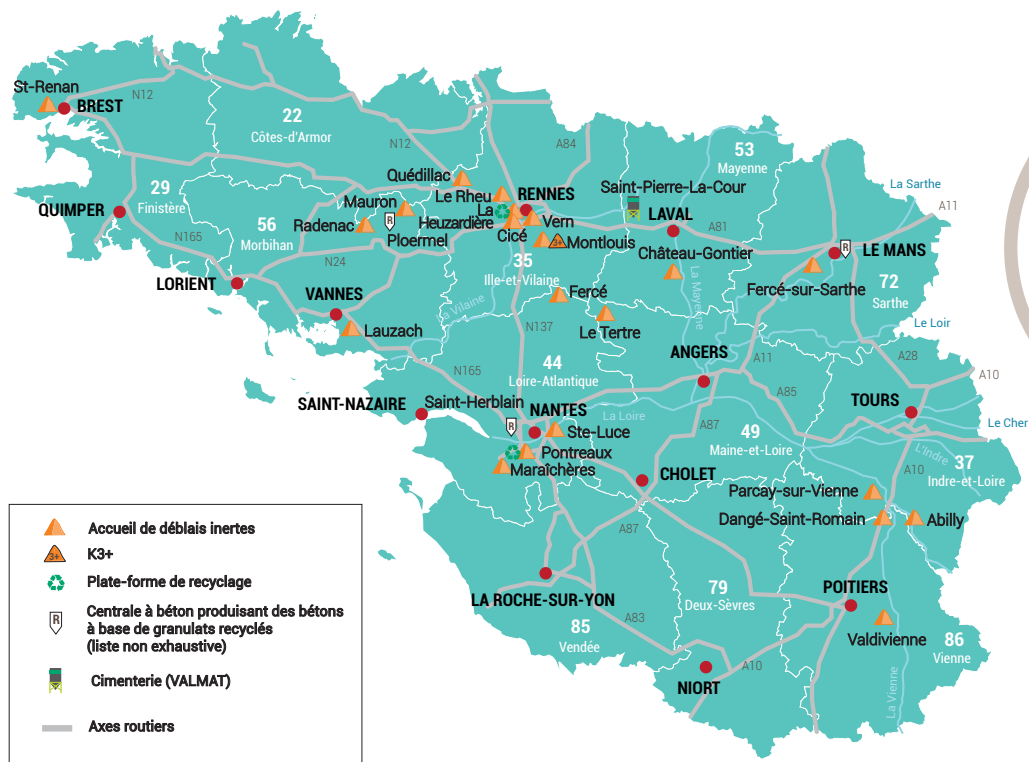 St-Renan
BREST
N12
22
Côtes-d'Armor
N12
A84
53
Mayenne
29
Finistère
QUIMPER
N165
56
Morbihan
Quédillac
Le Rheu
RENNES
Saint-Pierre-La-Cour
La Sarthe
A11
Mauron
Radenac
R
Ploermel
La
Heuzardière
Vern
Cicé
3+
Montlouis
LAVAL
A81
R
LE MANS
35
Ille-et-Vilaine
Château-Gontier
Fercé-sur-Sarthe
72
Sarthe
N24
LORIENT
VANNES
La Vilaine
Fercé
La Mayenne
Le Tertre
Le Loir
Lauzach
N137
N165
44
Loire-Atlantique
ANGERS
A11
A28
A10
A85
SAINT-NAZAIRE
Saint-Herblain
R
NANTES
La Loire
TOURS
Ste-Luce
A87
49
Maine-et-Loire
Le Cher
Pontreaux
Maraîchères
CHOLET
L'Indre
A10
37
Indre-et-Loire
Parcay-sur-Vienne
Dangé-Saint-Romain
Abilly
A87
LA ROCHE-SUR-YON
A83
85
Vendée
79
Deux-Sèvres
POITIERS
Valdivienne
86
Vienne
A10
NIORT
La Vienne
Accueil de déblais inertes
3+
K3+
Plate-forme de recyclage
R
Centrale à béton produisant des bétons
à base de granulats recyclés
(liste non exhaustive)
Cimenterie (VALMAT)
Axes routiers